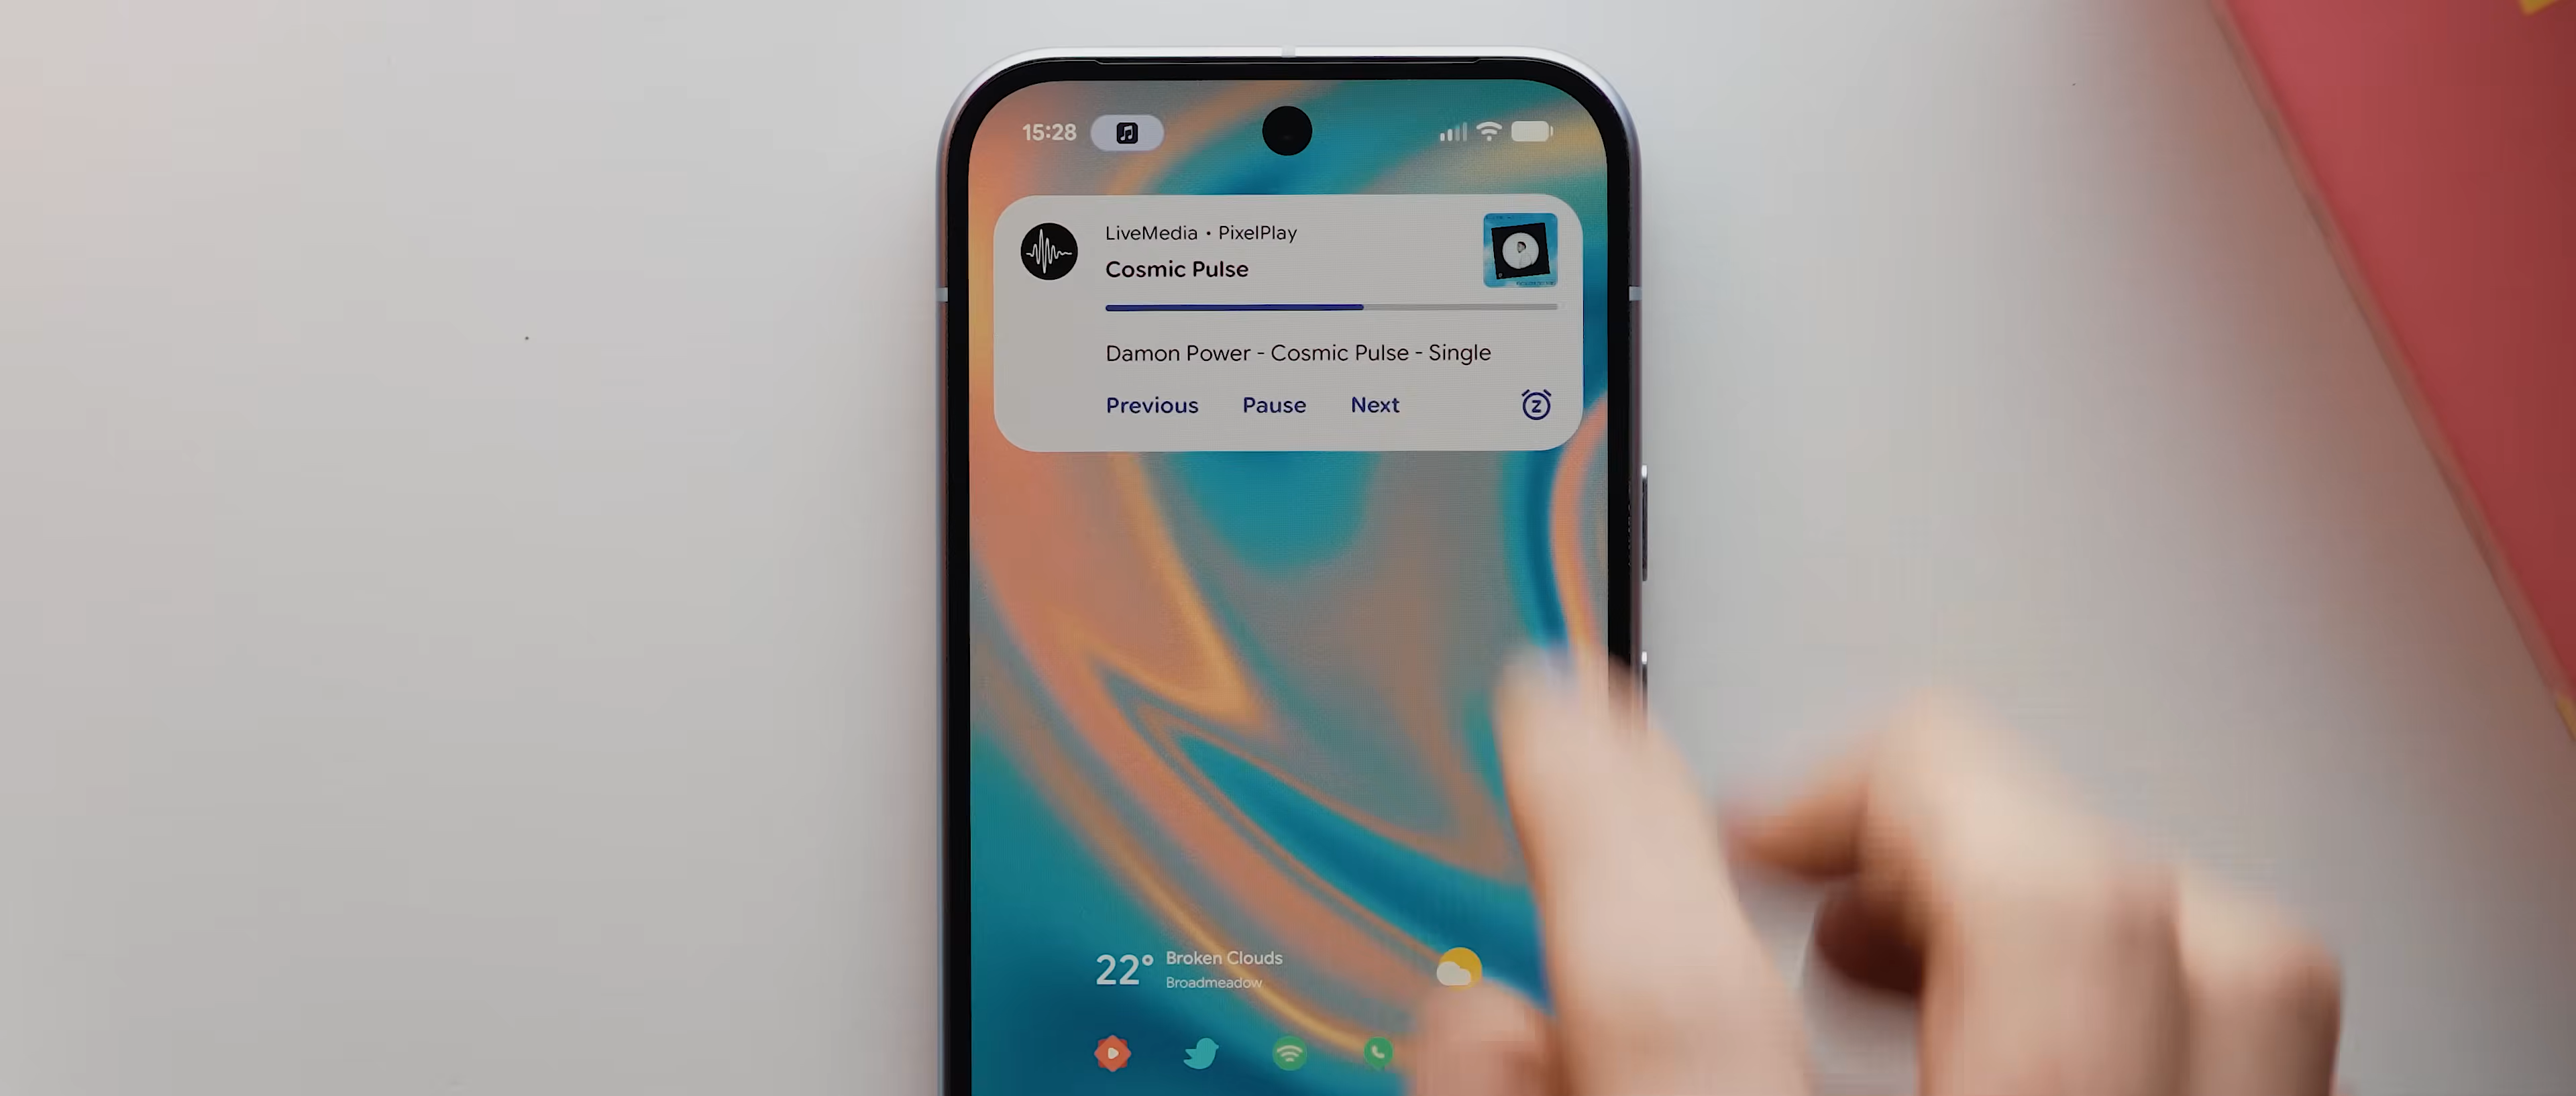 15:28
LiveMedia • PixelPlay
Cosmic Pulse
Damon Power - Cosmic Pulse - Single
Previous Pause Next
Z
22° Broken Clouds
Broadmeadow